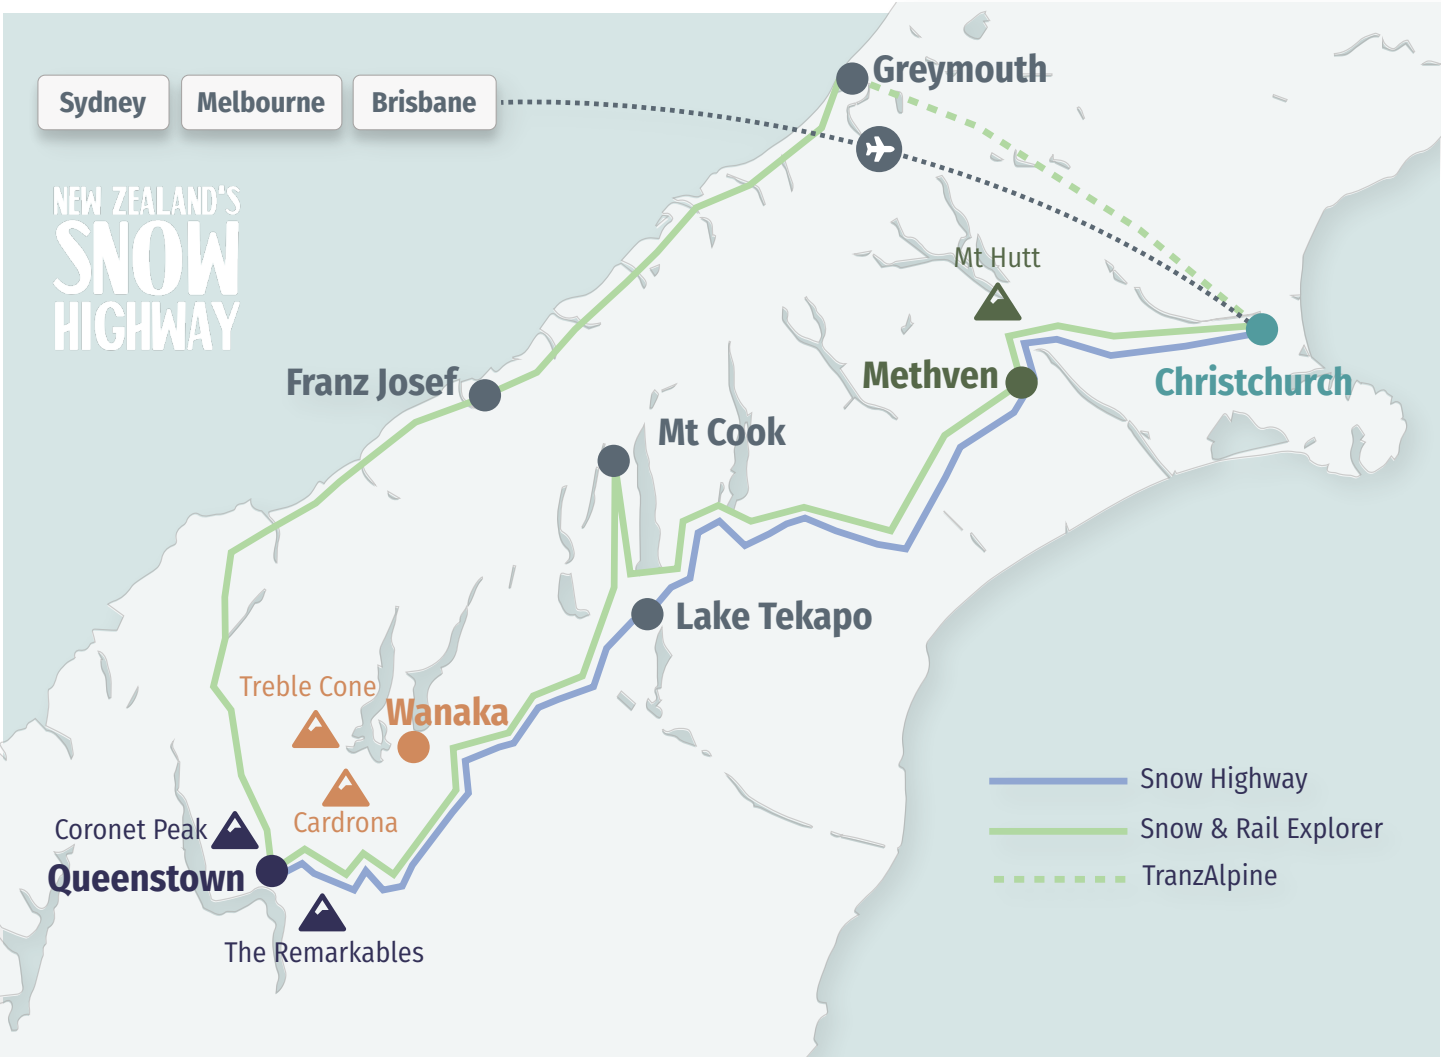 Greymouth
Sydney
Melbourne
Brisbane
NEW ZEALAND'S
SNOW
HIGHWAY
Mt Hutt
Franz Josef
Methven
Christchurch
Mt Cook
Lake Tekapo
Treble Cone
Wanaka
Snow Highway
Cardrona
Coronet Peak
Snow & Rail Explorer
Queenstown
TranzAlpine
The Remarkables